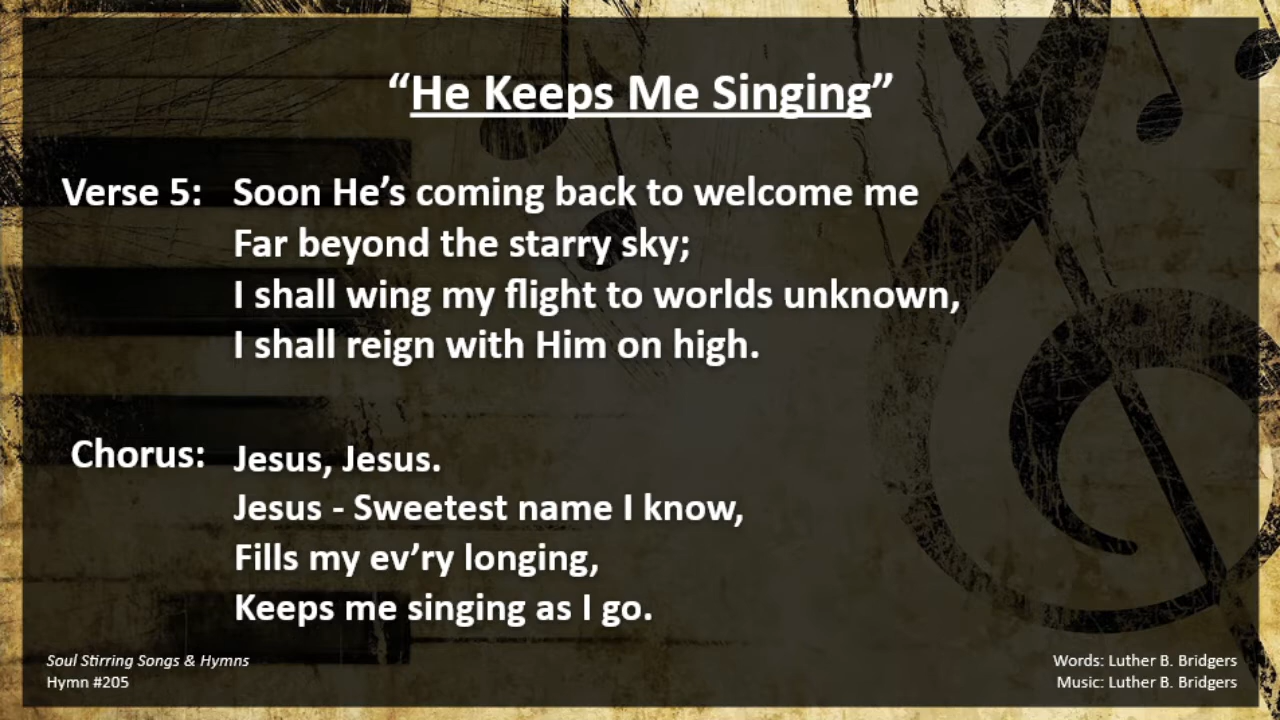 “He Keeps Me Singing”
Verse 5: Soon He’s coming back to welcome me
Far beyond the starry sky;
I shall wing my flight to worlds unknown,
I shall reign with Him on high.
Chorus: Jesus, Jesus.
Jesus - Sweetest name I know,
Fills my ev’ry longing,
Keeps me singing as I go.
Soul Stirring Songs & Hymns
Hymn #205
Words: Luther B. Bridgers
Music: Luther B. Bridgers